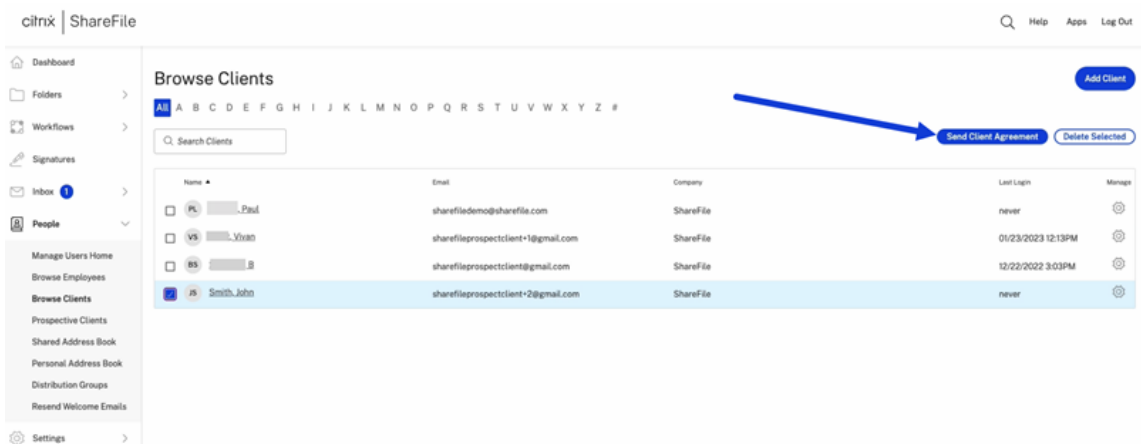 citrix | ShareFile
Help Apps Log Out
Dashboard
Folders
Workflows
Signatures
Inbox 1
People
Manage Users Home
Browse Employees
Browse Clients
Prospective Clients
Shared Address Book
Personal Address Book
Distribution Groups
Resend Welcome Emails
Settings
Browse Clients
Add Client
All A B C D E F G H I J K L M N O P Q R S T U V W X Y Z #
Search Clients
Send Client Agreement Delete Selected
Name Email Company Last Login Manage
PL , Paul sharefiledemo@sharefile.com ShareFile never
VS , Vivan sharefileprospectclient+1@gmail.com ShareFile 01/23/2023 12:13PM
BS , B sharefileprospectclient@gmail.com ShareFile 12/22/2022 3:03PM
JS Smith, John sharefileprospectclient+2@gmail.com ShareFile never